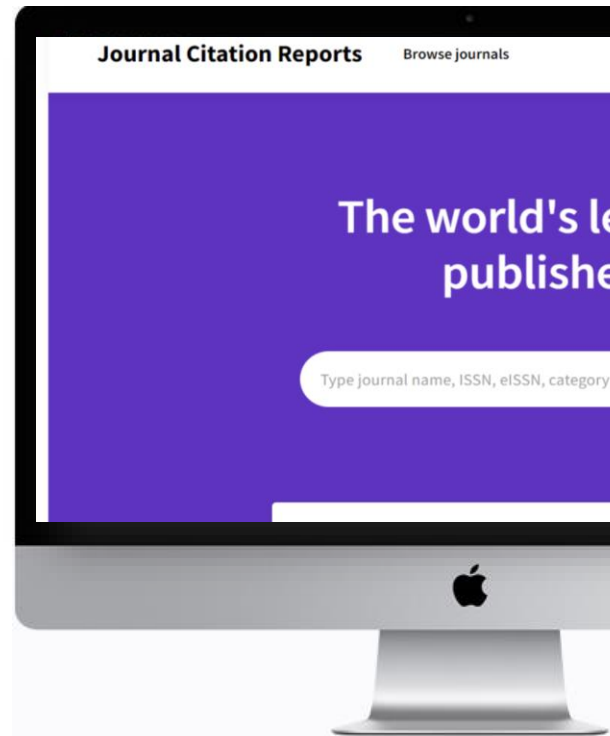 Journal Citation Reports
Browse journals
The world's le
publishe
Type journal name, ISSN, eISSN, category